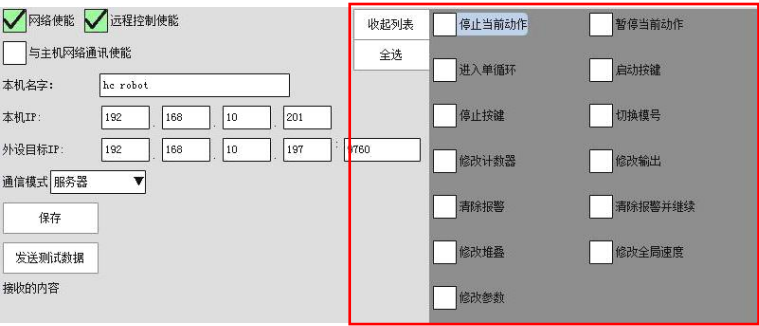 网络使能 远程控制使能
与主机网络通讯使能
本机名字: hc robot
本机IP: 192 . 168 . 10 . 201
外设目标IP: 192 . 168 . 10 . 197 : 9760
通信模式 服务器
保存
发送测试数据
接收的内容
收起列表
全选
停止当前动作 暂停当前动作
进入单循环 启动按键
停止按键 切换模号
修改计数器 修改输出
清除报警 清除报警并继续
修改堆叠 修改全局速度
修改参数